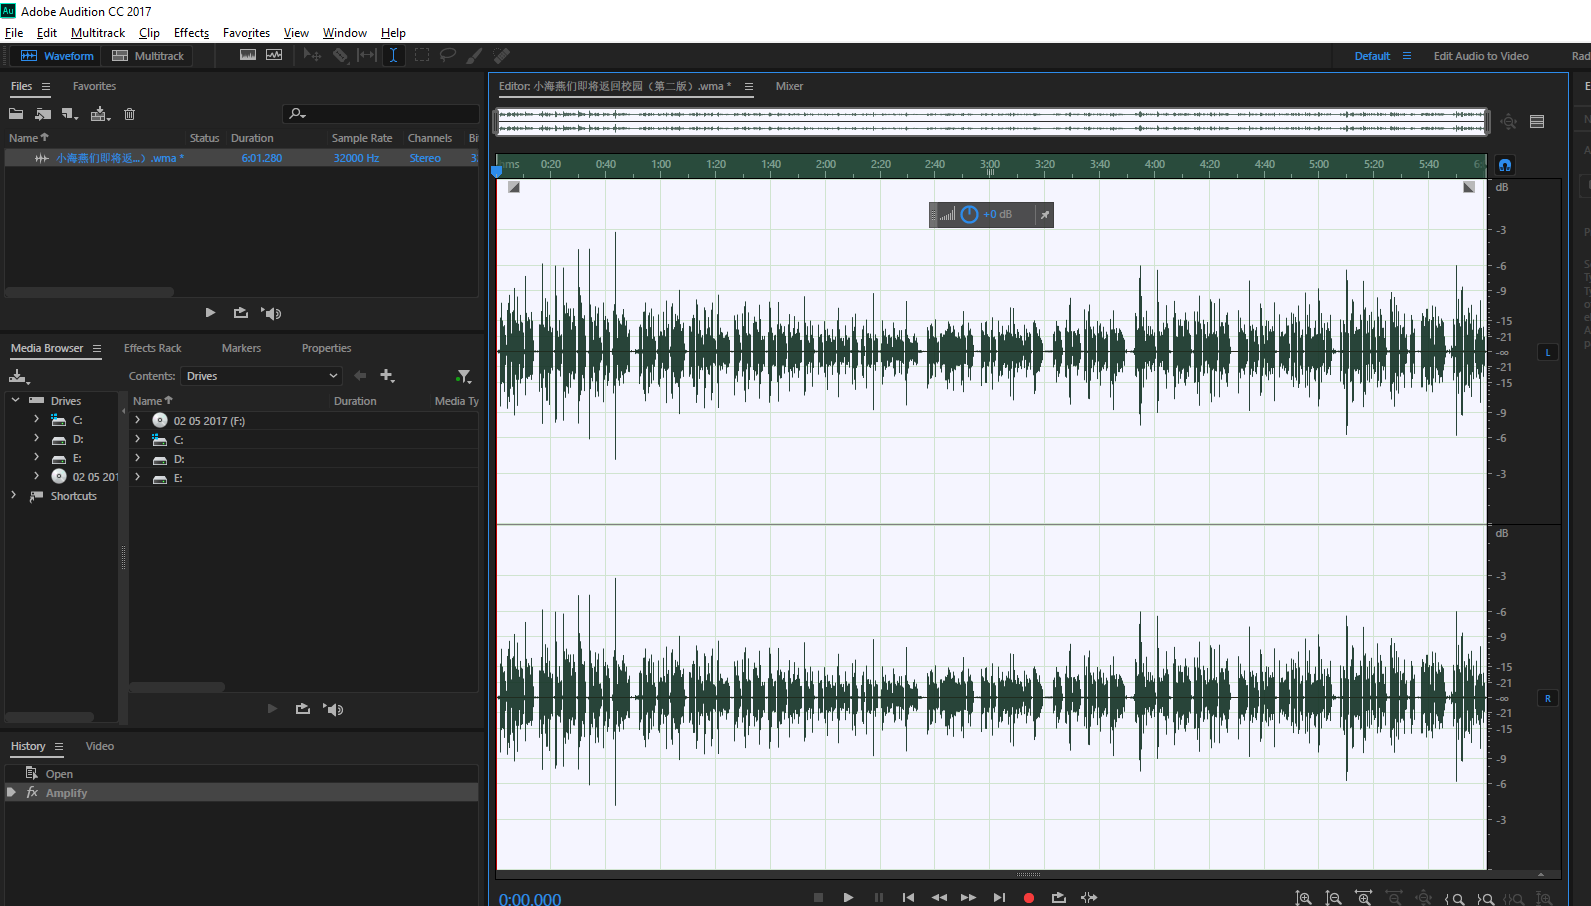 Au Adobe Audition CC 2017
File Edit Multitrack Clip Effects Favorites View Window Help
Waveform Multitrack Default Edit Audio to Video Rad
Files Favorites
Name Status Duration Sample Rate Channels Bi
小海燕们即将返...）.wma * 6:01.280 32000 Hz Stereo 3
Media Browser Effects Rack Markers Properties
Contents: Drives
Drives
C:
D:
E:
02 05 201
Shortcuts
Name Duration Media Ty
02 05 2017 (F:)
C:
D:
E:
History Video
Open
fx Amplify
Editor: 小海燕们即将返回校园（第二版）.wma * Mixer
hms 0:20 0:40 1:00 1:20 1:40 2:00 2:20 2:40 3:00 3:20 3:40 4:00 4:20 4:40 5:00 5:20 5:40 6:
+0 dB
dB
-3
-6
-9
-15
-21
-∞
-21
-15
-9
-6
-3
L
dB
-3
-6
-9
-15
-21
-∞
-21
-15
-9
-6
-3
R
0:00.000